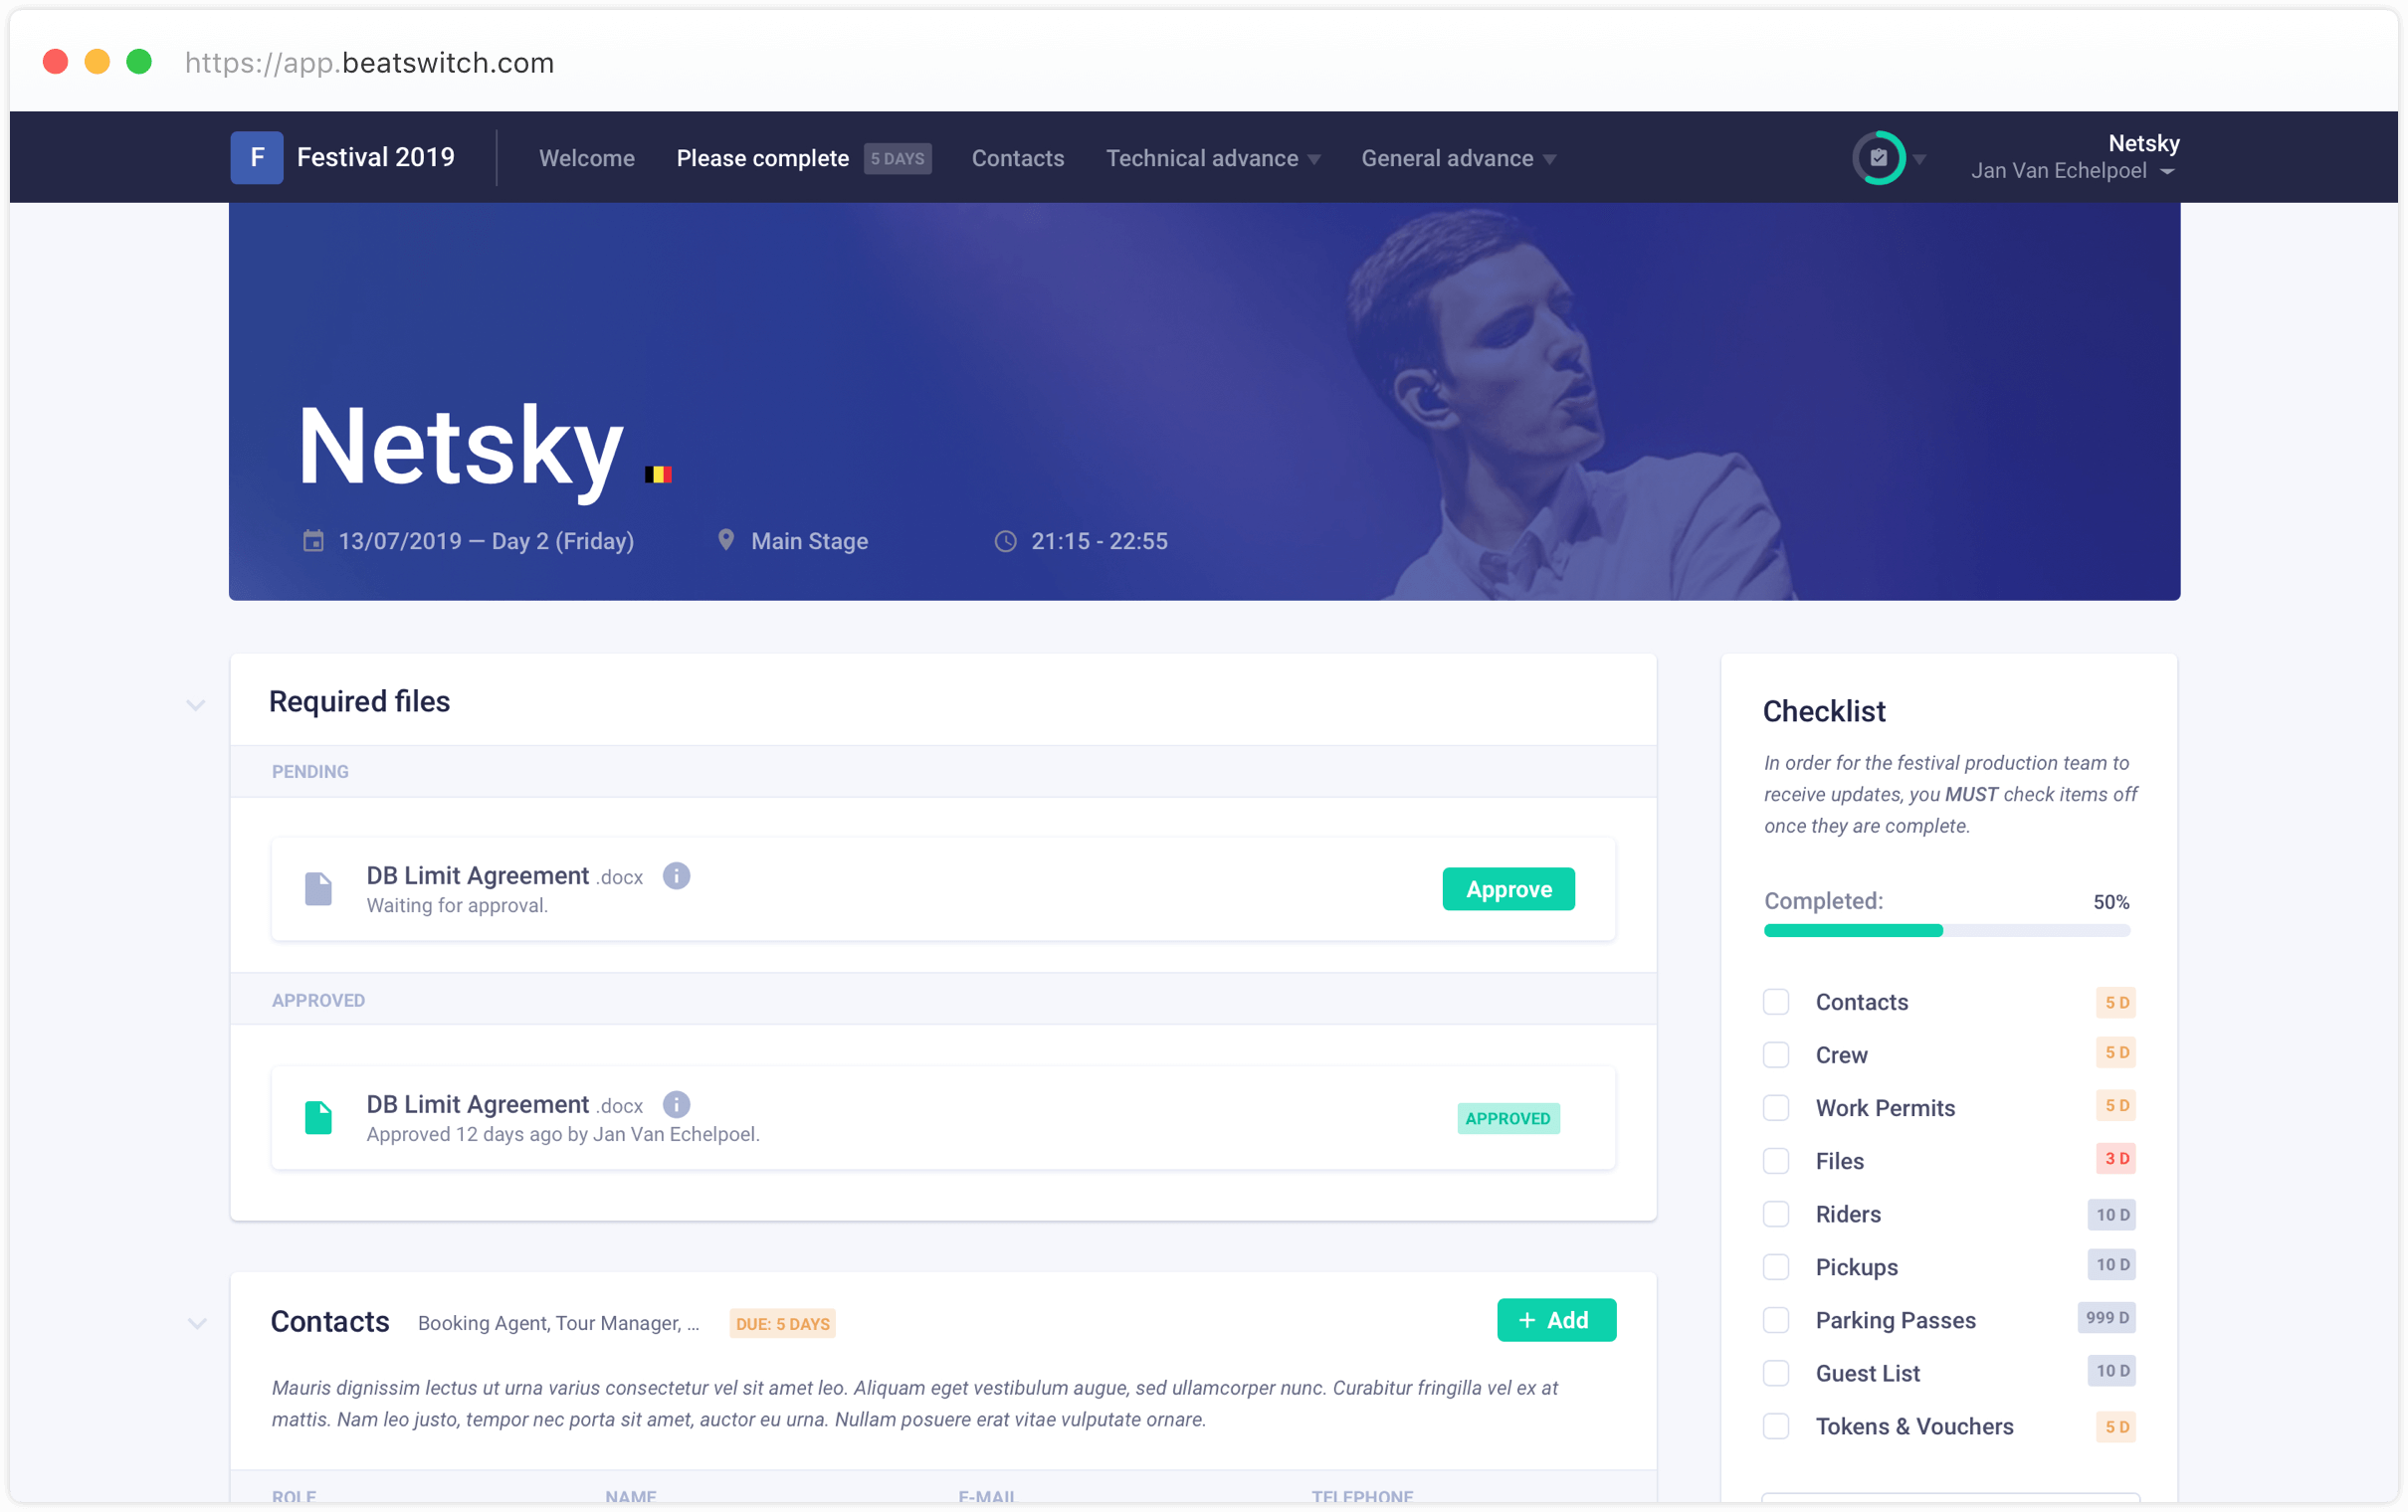 https://app.beatswitch.com
F Festival 2019 Welcome Please complete 5 DAYS Contacts Technical advance General advance Netsky
Jan Van Echelpoel
Netsky
13/07/2019 — Day 2 (Friday) Main Stage 21:15 - 22:55
Required files
PENDING
DB Limit Agreement .docx i
Waiting for approval.
Approve
APPROVED
DB Limit Agreement .docx i
Approved 12 days ago by Jan Van Echelpoel.
APPROVED
Contacts Booking Agent, Tour Manager, ... DUE: 5 DAYS + Add
Mauris dignissim lectus ut urna varius consectetur vel sit amet leo. Aliquam eget vestibulum augue, sed ullamcorper nunc. Curabitur fringilla vel ex at
mattis. Nam leo justo, tempor nec porta sit amet, auctor eu urna. Nullam posuere erat vitae vulputate ornare.
ROLE NAME E-MAIL TELEPHONE
Checklist
In order for the festival production team to
receive updates, you MUST check items off
once they are complete.
Completed: 50%
Contacts 5 D
Crew 5 D
Work Permits 5 D
Files 3 D
Riders 10 D
Pickups 10 D
Parking Passes 999 D
Guest List 10 D
Tokens & Vouchers 5 D